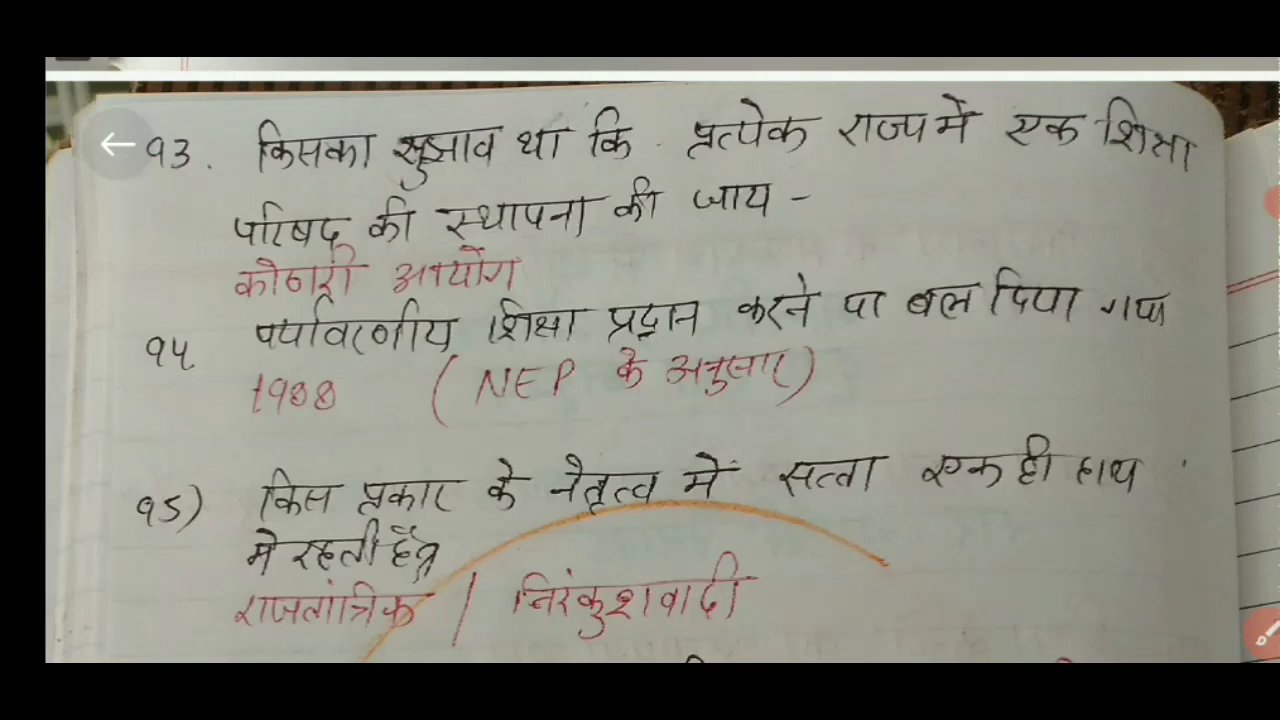 93. किसका सुझाव था कि प्रत्येक राज्य में एक शिक्षा
परिषद् की स्थापना की जाय -
कोठारी आयोग
94. पर्यावरणीय शिक्षा प्रदान करने पर बल दिया गया
1988 ( NEP के अनुसार )
95) किस प्रकार के नेतृत्व में सत्ता एक ही हाथ
मे रहती है
राजतांत्रिक / निरंकुशवादी